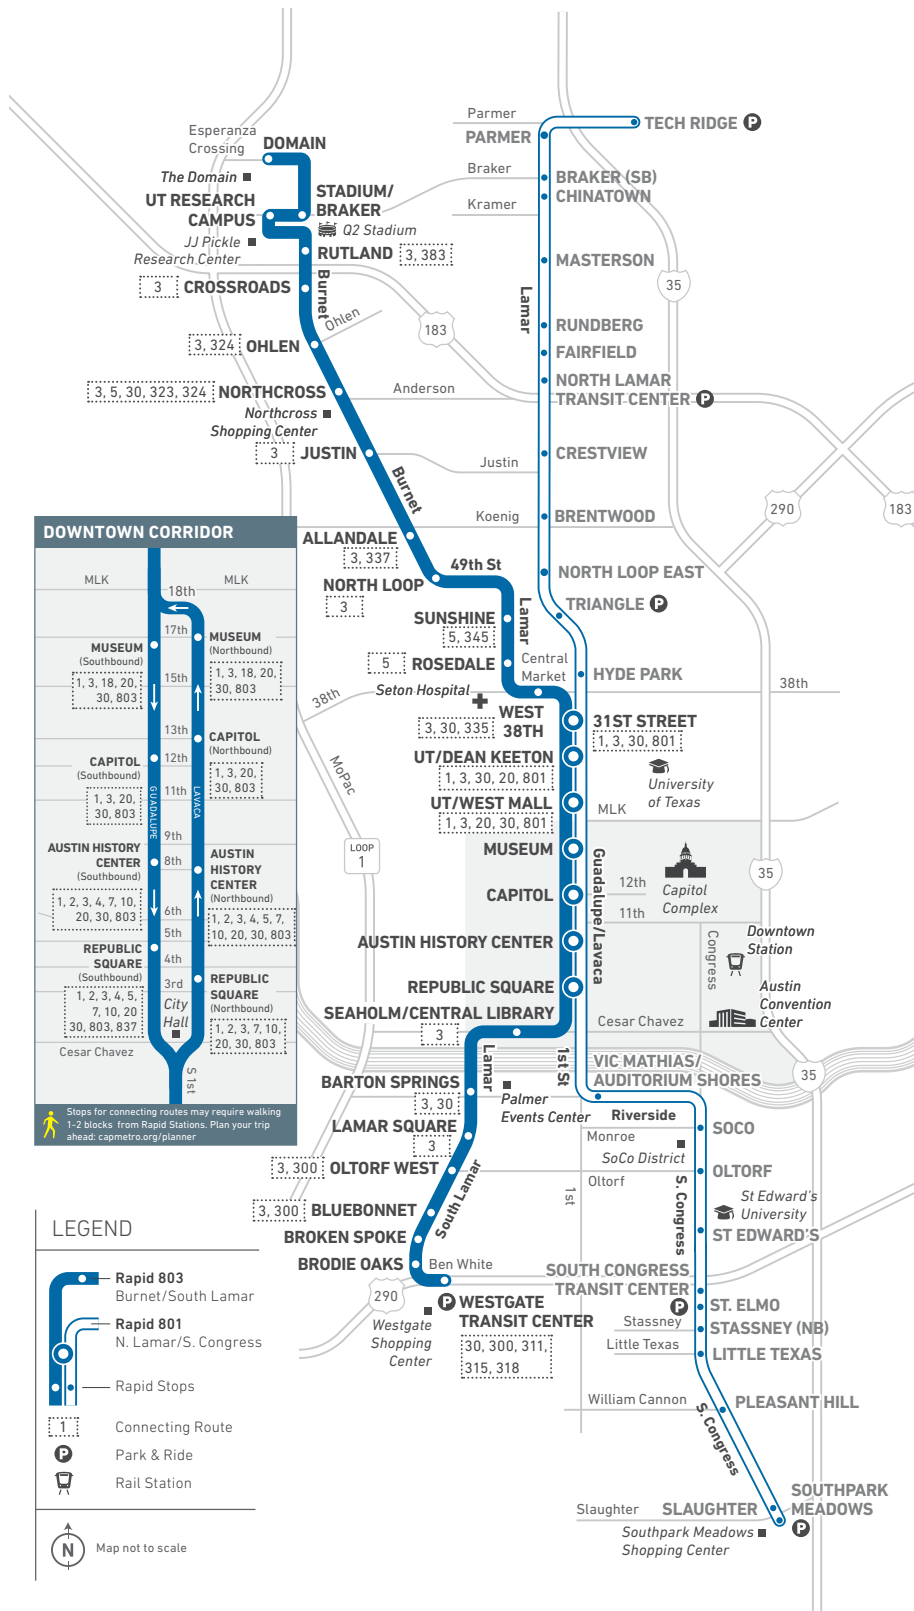 Parmer
TECH RIDGE P
PARMER
Esperanza
Crossing
DOMAIN
The Domain
Braker
BRAKER (SB)
CHINATOWN
Kramer
STADIUM/
BRAKER
UT RESEARCH
CAMPUS
Q2 Stadium
JJ Pickle
Research Center
RUTLAND
3, 383
MASTERSON
3
CROSSROADS
Burnet
35
Lamar
Ohlen
183
RUNDBERG
3, 324
OHLEN
FAIRFIELD
NORTH LAMAR
TRANSIT CENTER P
3, 5, 30, 323, 324
NORTHCROSS
Anderson
Northcross
Shopping Center
3
JUSTIN
Justin
CRESTVIEW
Burnet
290
183
Koenig
BRENTWOOD
ALLANDALE
3, 337
49th St
NORTH LOOP
3
NORTH LOOP EAST
Lamar
TRIANGLE P
SUNSHINE
5, 345
5
ROSEDALE
Central
Market
HYDE PARK
Seton Hospital
38th
38th
WEST
38TH
3, 30, 335
31ST STREET
1, 3, 30, 801
MoPac
UT/DEAN KEETON
1, 3, 30, 20, 801
University
of Texas
UT/WEST MALL
1, 3, 20, 30, 801
MLK
MUSEUM
LOOP
1
Guadalupe/Lavaca
35
12th
Capitol
Complex
CAPITOL
11th
AUSTIN HISTORY CENTER
Congress
Downtown
Station
REPUBLIC SQUARE
Austin
Convention
Center
SEAHOLM/CENTRAL LIBRARY
3
Cesar Chavez
Lamar
1st St
VIC MATHIAS/
AUDITORIUM SHORES
35
BARTON SPRINGS
3, 30
Palmer
Events Center
Riverside
LAMAR SQUARE
3
Monroe
SOCO
SoCo District
3, 300
OLTORF WEST
Oltorf
OLTORF
South Lamar
1st
S. Congress
St Edward's
University
3, 300
BLUEBONNET
BROKEN SPOKE
ST EDWARD'S
BRODIE OAKS
Ben White
SOUTH CONGRESS
TRANSIT CENTER
P
290
P WESTGATE
TRANSIT CENTER
ST. ELMO
Westgate
Shopping
Center
30, 300, 311,
315, 318
Stassney
STASSNEY (NB)
Little Texas
LITTLE TEXAS
William Cannon
PLEASANT HILL
S. Congress
Slaughter
SLAUGHTER
SOUTHPARK
MEADOWS
P
Southpark Meadows
Shopping Center
DOWNTOWN CORRIDOR
MLK
MLK
18th
17th
MUSEUM
(Southbound)
1, 3, 18, 20,
30, 803
MUSEUM
(Northbound)
1, 3, 18, 20,
30, 803
15th
13th
CAPITOL
(Southbound)
1, 3, 20,
30, 803
12th
CAPITOL
(Northbound)
1, 3, 20,
30, 803
11th
GUADALUPE
LAVACA
9th
AUSTIN HISTORY
CENTER
(Southbound)
1, 2, 3, 4, 7, 10,
20, 30, 803
8th
AUSTIN
HISTORY
CENTER
(Northbound)
1, 2, 3, 4, 5, 7,
10, 20, 30, 803
6th
5th
REPUBLIC
SQUARE
(Southbound)
1, 2, 3, 4, 5,
7, 10, 20
30, 803, 837
4th
3rd
REPUBLIC
SQUARE
(Northbound)
1, 2, 3, 7, 10,
20, 30, 803
City
Hall
Cesar Chavez
S 1st
Stops for connecting routes may require walking
1-2 blocks from Rapid Stations. Plan your trip
ahead: capmetro.org/planner
LEGEND
Rapid 803
Burnet/South Lamar
Rapid 801
N. Lamar/S. Congress
Rapid Stops
1
Connecting Route
P
Park & Ride
Rail Station
N
Map not to scale